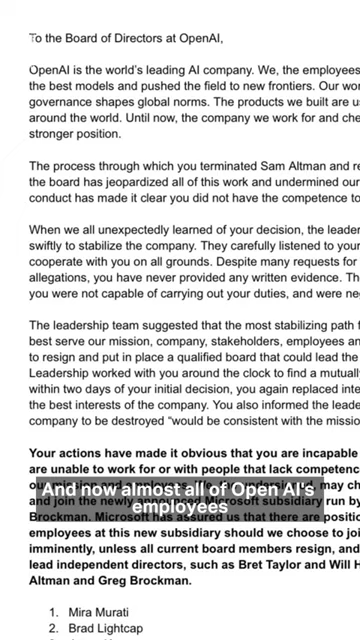 To the Board of Directors at OpenAI,
OpenAI is the world's leading AI company. We, the employees
the best models and pushed the field to new frontiers. Our wor
governance shapes global norms. The products we built are us
around the world. Until now, the company we work for and che
stronger position.
The process through which you terminated Sam Altman and re
the board has jeopardized all of this work and undermined our
conduct has made it clear you did not have the competence to
When we all unexpectedly learned of your decision, the leader
swiftly to stabilize the company. They carefully listened to your
cooperate with you on all grounds. Despite many requests for
allegations, you have never provided any written evidence. Th
you were not capable of carrying out your duties, and were neg
The leadership team suggested that the most stabilizing path f
best serve our mission, company, stakeholders, employees an
to resign and put in place a qualified board that could lead the
Leadership worked with you around the clock to find a mutually
within two days of your initial decision, you again replaced inte
the best interests of the company. You also informed the leade
company to be destroyed "would be consistent with the missio
Your actions have made it obvious that you are incapable
are unable to work for or with people that lack competenc
our mission and employees. may ch
And now almost all of Open AI's
and join the newly announced Microsoft subsidiary run by
employees
Brockman. Microsoft has assured us that there are positio
employees at this new subsidiary should we choose to joi
imminently, unless all current board members resign, and
lead independent directors, such as Bret Taylor and Will H
Altman and Greg Brockman.
1. Mira Murati
2. Brad Lightcap